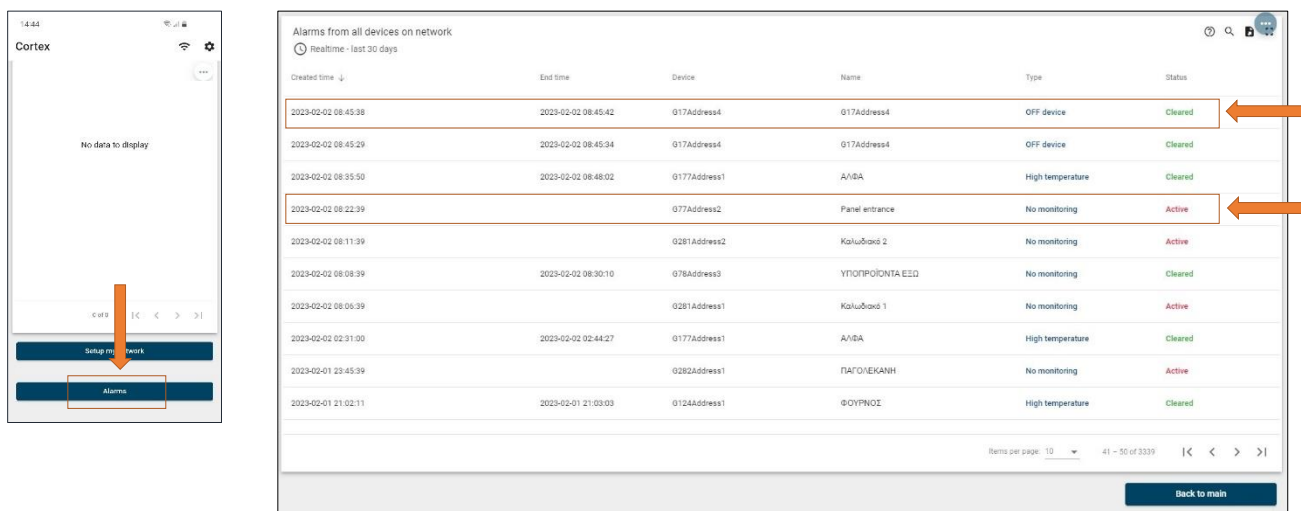 14:44
Cortex
No data to display
0 of 0
Setup my network
Alarms
Alarms from all devices on network
Realtime - last 30 days
Created time End time Device Name Type Status
2023-02-02 08:45:38 2023-02-02 08:45:42 G17Address4 G17Address4 OFF device Cleared
2023-02-02 08:45:29 2023-02-02 08:45:34 G17Address4 G17Address4 OFF device Cleared
2023-02-02 08:35:50 2023-02-02 08:48:02 G177Address1 ΑΛΦΑ High temperature Cleared
2023-02-02 08:22:39 G77Address2 Panel entrance No monitoring Active
2023-02-02 08:11:39 G281Address2 Καλωδιακό 2 No monitoring Active
2023-02-02 08:08:39 2023-02-02 08:30:10 G78Address3 ΥΠΟΠΡΟΪΟΝΤΑ ΕΞΩ No monitoring Cleared
2023-02-02 08:06:39 G281Address1 Καλωδιακό 1 No monitoring Active
2023-02-02 02:31:00 2023-02-02 02:44:27 G177Address1 ΑΛΦΑ High temperature Cleared
2023-02-01 23:45:39 G282Address1 ΠΑΓΟΛΕΚΑΝΗ No monitoring Active
2023-02-01 21:02:11 2023-02-01 21:03:03 G124Address1 ΦΟΥΡΝΟΣ High temperature Cleared
Items per page: 10 41 – 50 of 3339
Back to main